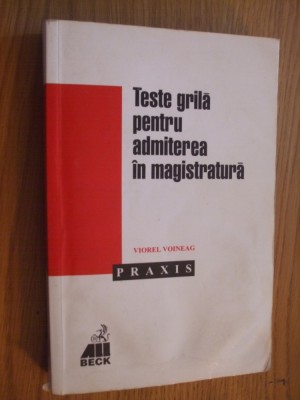 Teste grilă
pentru
admiterea
în magistratură
VIOREL VOINEAG
PRAXIS
ALL
BECK